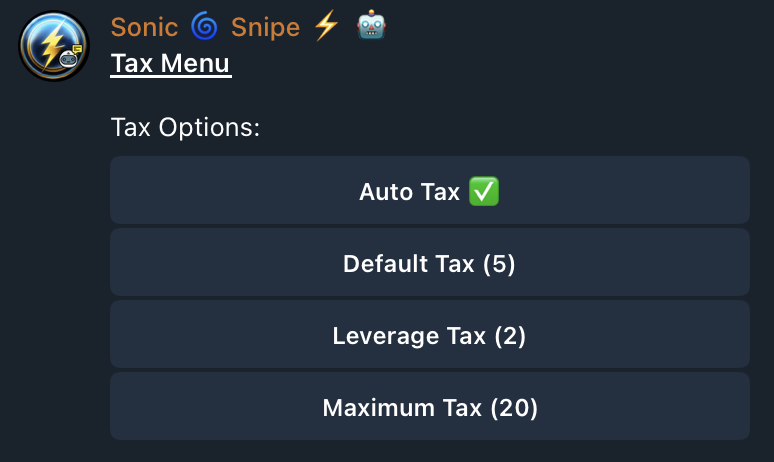 Sonic 🌀 Snipe ⚡ 🤖
Tax Menu
Tax Options:
Auto Tax ✅
Default Tax (5)
Leverage Tax (2)
Maximum Tax (20)